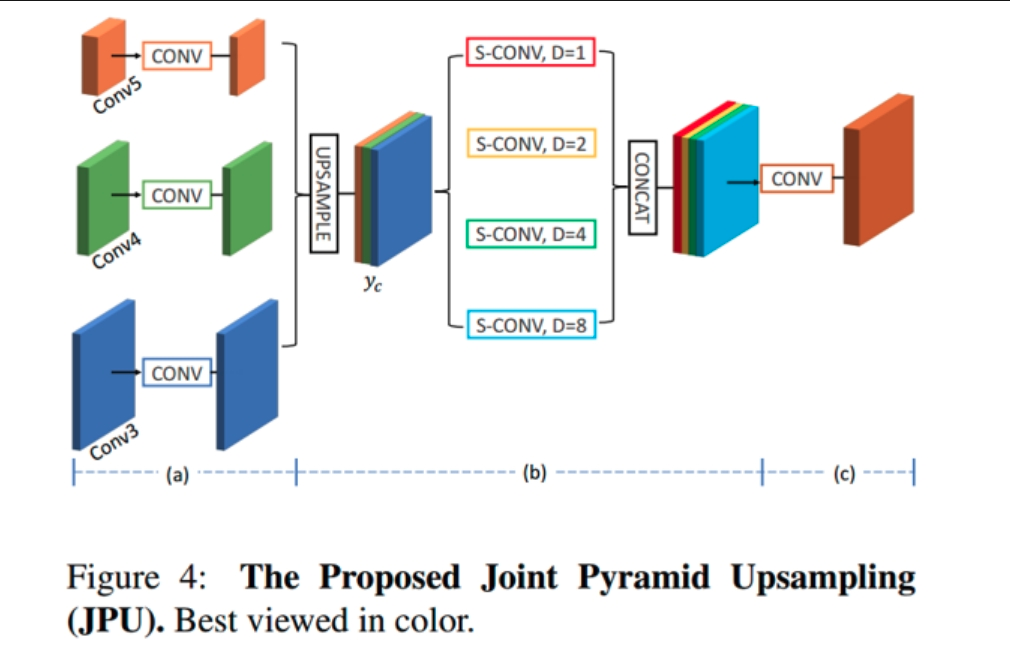 CONV
Conv5
CONV
Conv4
CONV
Conv3
UPSAMPLE
yc
S-CONV, D=1
S-CONV, D=2
S-CONV, D=4
S-CONV, D=8
CONCAT
CONV
(a)
(b)
(c)
Figure 4: The Proposed Joint Pyramid Upsampling
(JPU). Best viewed in color.